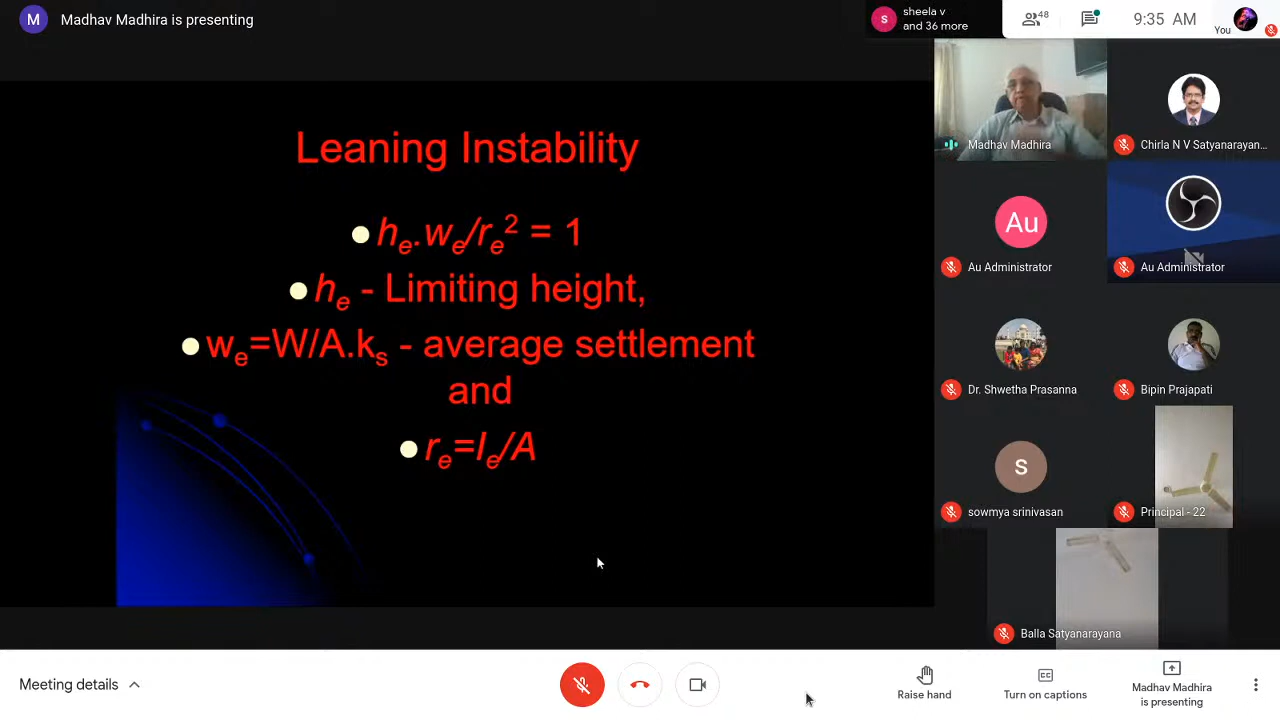 M Madhav Madhira is presenting
s sheela v
and 36 more
48
9:35 AM
You
Leaning Instability
hₑ.wₑ/rₑ² = 1
hₑ - Limiting height,
wₑ=W/A.kₛ - average settlement
and
rₑ=Iₑ/A
Madhav Madhira
Chirla N V Satyanarayan...
Au
Au Administrator
Au Administrator
Dr. Shwetha Prasanna
Bipin Prajapati
s
sowmya srinivasan
Principal - 22
Balla Satyanarayana
Meeting details
Raise hand
Turn on captions
Madhav Madhira
is presenting